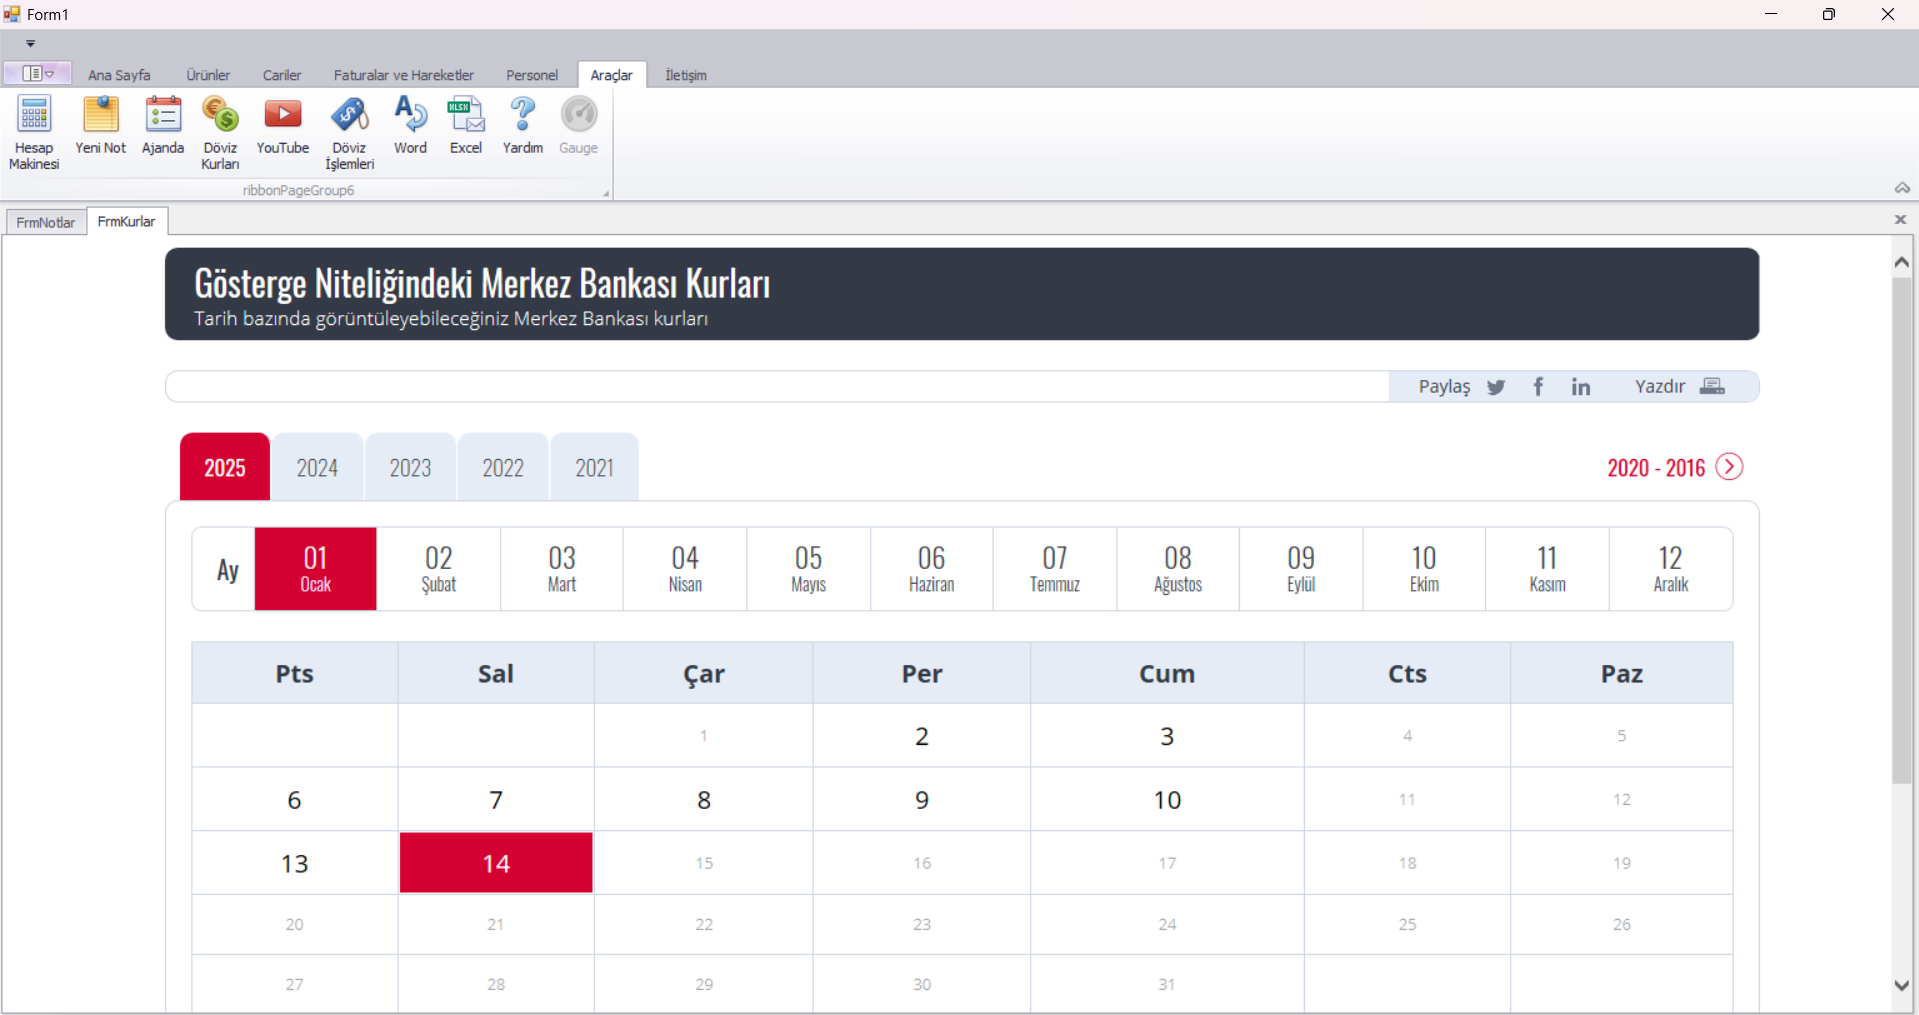 Form1
Ana Sayfa Ürünler Cariler Faturalar ve Hareketler Personel Araçlar İletişim
Hesap Makinesi
Yeni Not
Ajanda
Döviz Kurları
YouTube
Döviz İşlemleri
Word
Excel
Yardım
Gauge
ribbonPageGroup6
FrmNotlar FrmKurlar
Gösterge Niteliğindeki Merkez Bankası Kurları
Tarih bazında görüntüleyebileceğiniz Merkez Bankası kurları
Paylaş Yazdır
2025 2024 2023 2022 2021 2020 - 2016
Ay
01 Ocak
02 Şubat
03 Mart
04 Nisan
05 Mayıs
06 Haziran
07 Temmuz
08 Ağustos
09 Eylül
10 Ekim
11 Kasım
12 Aralık
Pts Sal Çar Per Cum Cts Paz
1 2 3 4 5
6 7 8 9 10 11 12
13 14 15 16 17 18 19
20 21 22 23 24 25 26
27 28 29 30 31